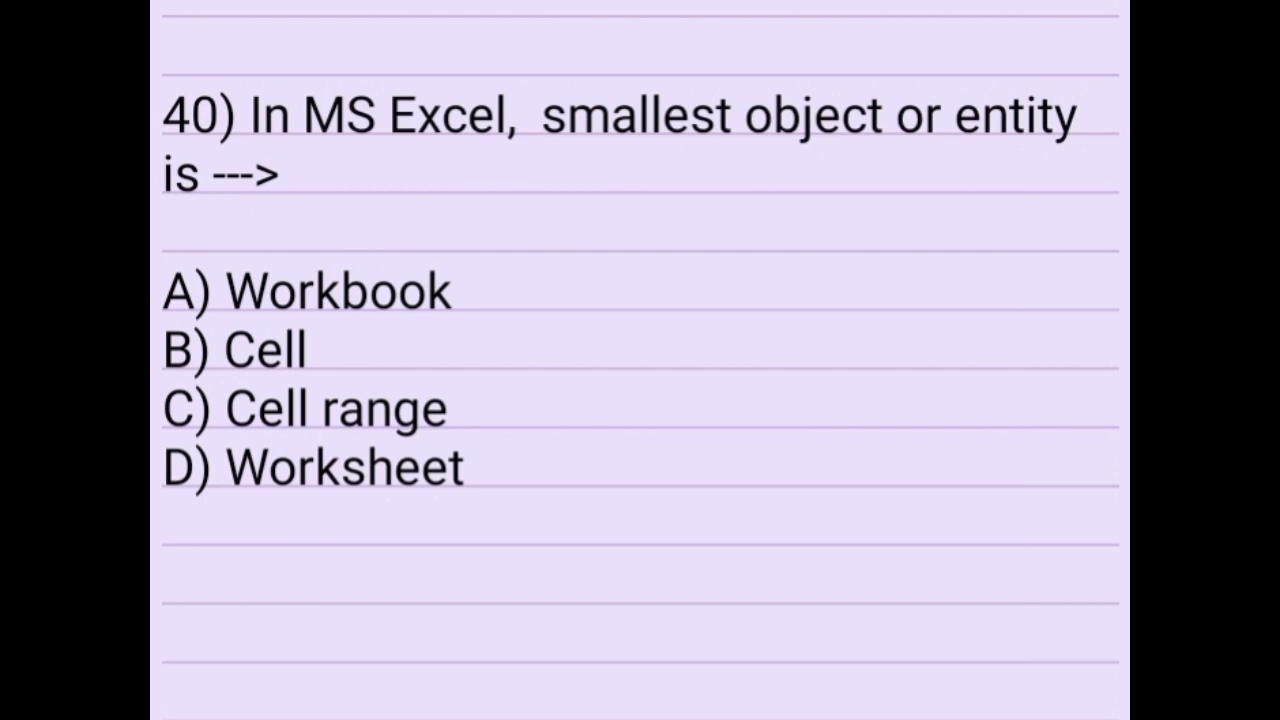 40) In MS Excel,  smallest object or entity
is --->
A) Workbook
B) Cell
C) Cell range
D) Worksheet